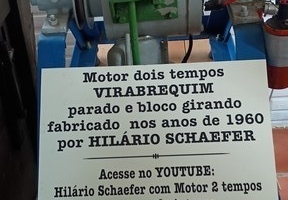 Motor dois tempos
VIRABREQUIM
parado e bloco girando
fabricado nos anos de 1960
por HILÁRIO SCHAEFER
Acesse no YOUTUBE:
Hilário Schaefer com Motor 2 tempos